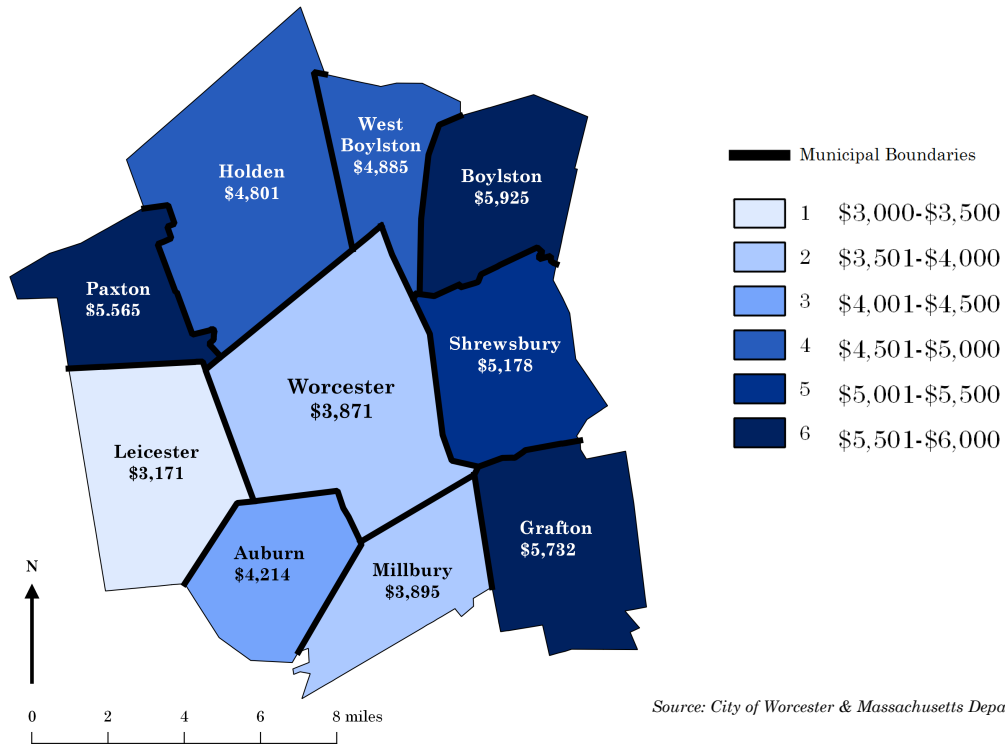 West
Boylston
$4,885
Holden
$4,801
Boylston
$5,925
Paxton
$5.565
Shrewsbury
$5,178
Worcester
$3,871
Leicester
$3,171
Grafton
$5,732
Auburn
$4,214
Millbury
$3,895
Municipal Boundaries
1 $3,000-$3,500
2 $3,501-$4,000
3 $4,001-$4,500
4 $4,501-$5,000
5 $5,001-$5,500
6 $5,501-$6,000
N
0 2 4 6 8 miles
Source: City of Worcester & Massachusetts Depa